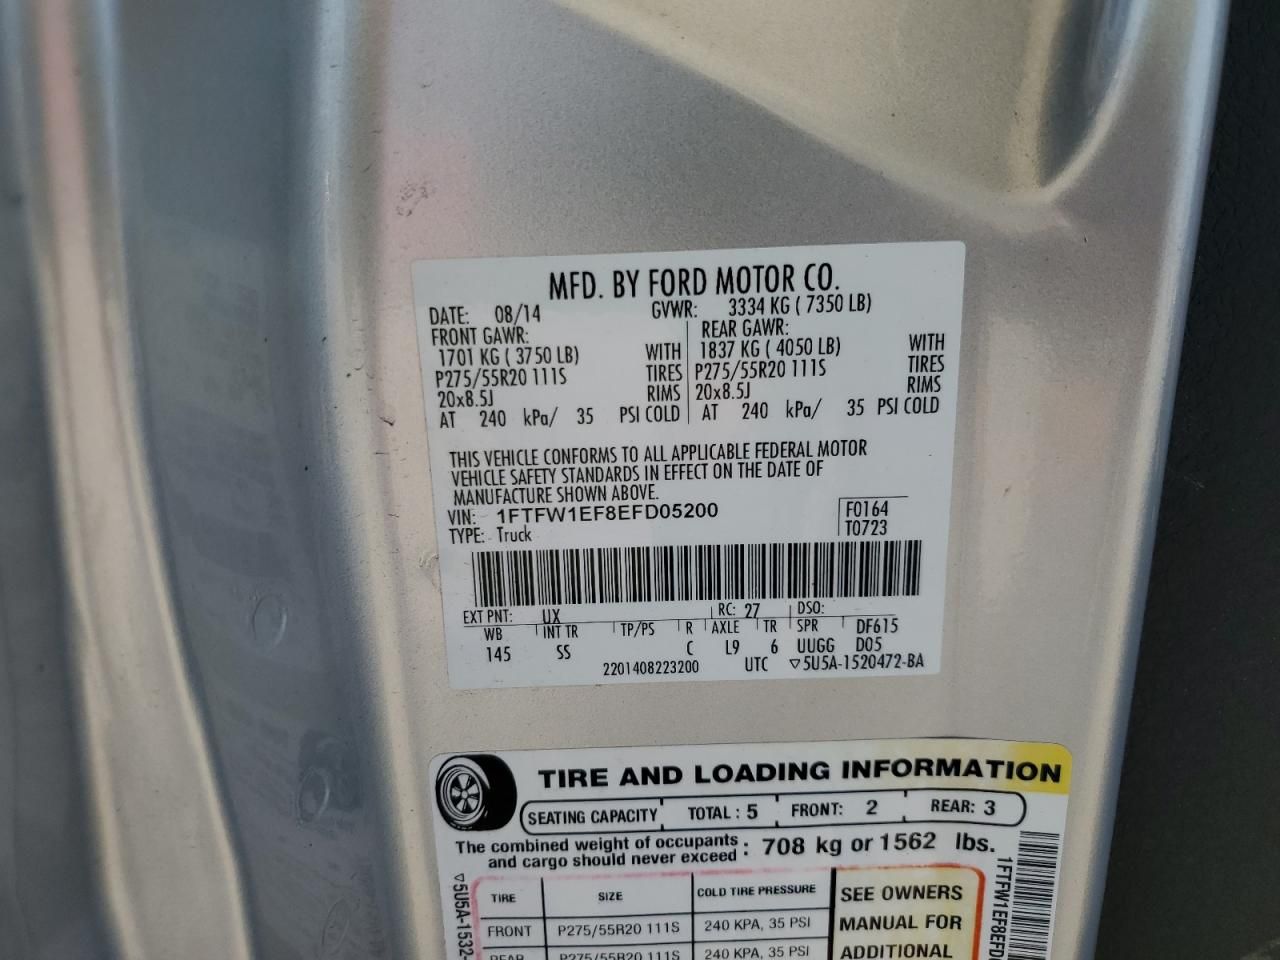 MFD. BY FORD MOTOR CO.
DATE: 08/14 GVWR: 3334 KG ( 7350 LB)
FRONT GAWR: REAR GAWR:
1701 KG ( 3750 LB) WITH 1837 KG ( 4050 LB) WITH
P275/55R20 111S TIRES P275/55R20 111S TIRES
20x8.5J RIMS 20x8.5J RIMS
AT 240 kPa/ 35 PSI COLD AT 240 kPa/ 35 PSI COLD
THIS VEHICLE CONFORMS TO ALL APPLICABLE FEDERAL MOTOR
VEHICLE SAFETY STANDARDS IN EFFECT ON THE DATE OF
MANUFACTURE SHOWN ABOVE.
VIN: 1FTFW1EF8EFD05200 F0164
TYPE: Truck T0723
EXT PNT: UX RC: 27 DSO:
WB INT TR TP/PS R AXLE TR SPR DF615
145 SS C L9 6 UUGG D05
2201408223200 UTC ▽5U5A-1520472-BA
TIRE AND LOADING INFORMATION
SEATING CAPACITY TOTAL : 5 FRONT: 2 REAR: 3
The combined weight of occupants
and cargo should never exceed : 708 kg or 1562 lbs.
TIRE SIZE COLD TIRE PRESSURE SEE OWNERS
FRONT P275/55R20 111S 240 KPA, 35 PSI MANUAL FOR
REAR P275/55R20 111S 240 KPA, 35 PSI ADDITIONAL
▽5U5A-1532-
1FTFW1EF8EFD